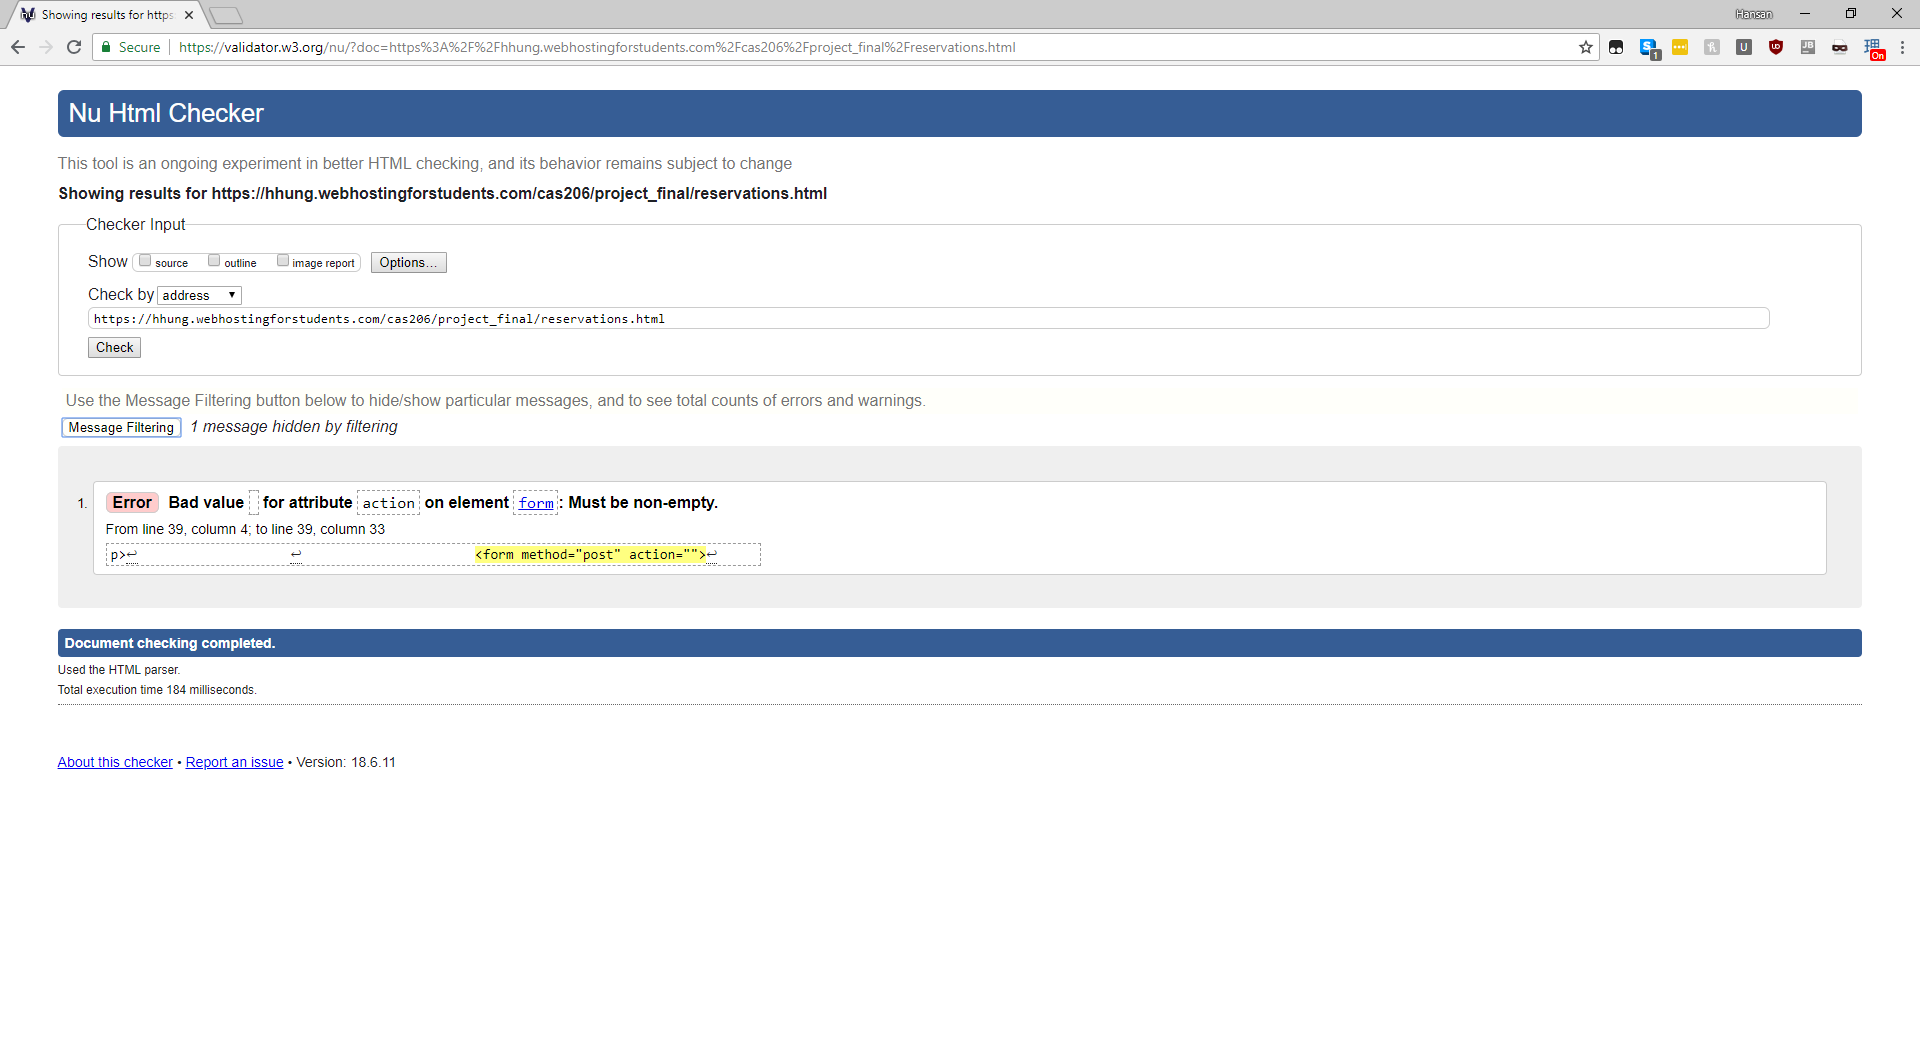 Showing results for https
Hansan
Secure https://validator.w3.org/nu/?doc=https%3A%2F%2Fhhung.webhostingforstudents.com%2Fcas206%2Fproject_final%2Freservations.html
1
U
JB
On
Nu Html Checker
This tool is an ongoing experiment in better HTML checking, and its behavior remains subject to change
Showing results for https://hhung.webhostingforstudents.com/cas206/project_final/reservations.html
Checker Input
Show source outline image report Options...
Check by address
https://hhung.webhostingforstudents.com/cas206/project_final/reservations.html
Check
Use the Message Filtering button below to hide/show particular messages, and to see total counts of errors and warnings.
Message Filtering 1 message hidden by filtering
1. Error Bad value for attribute action on element form: Must be non-empty.
From line 39, column 4; to line 39, column 33
p>↩ ↩ <form method="post" action="">↩
Document checking completed.
Used the HTML parser.
Total execution time 184 milliseconds.
About this checker • Report an issue • Version: 18.6.11